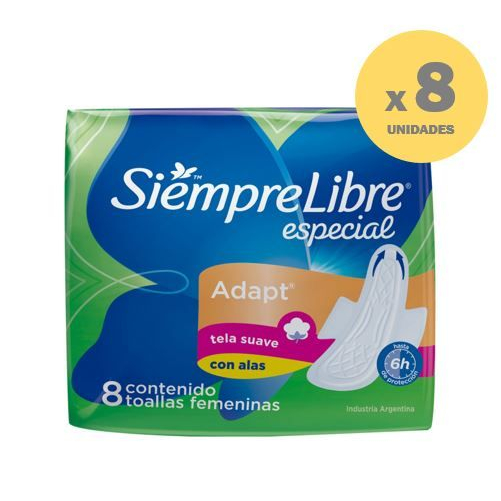 x 8
UNIDADES
SiempreLibre®
™
especial
Adapt®
tela suave
con alas
hasta
6h
de protección
8 contenido
toallas femeninas
Industria Argentina